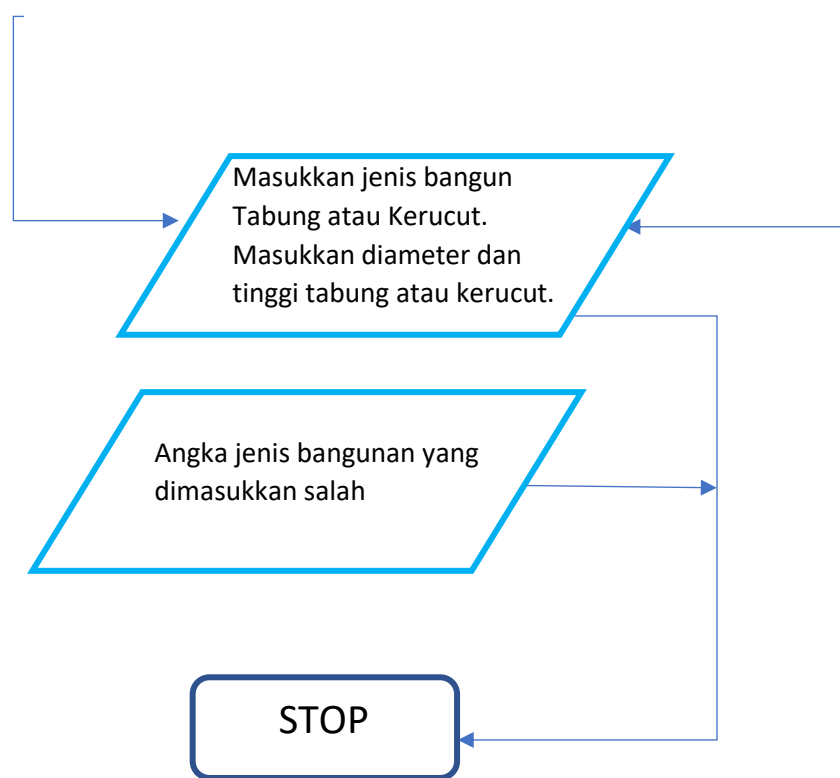 Masukkan jenis bangun
Tabung atau Kerucut.
Masukkan diameter dan
tinggi tabung atau kerucut.
Angka jenis bangunan yang
dimasukkan salah
STOP